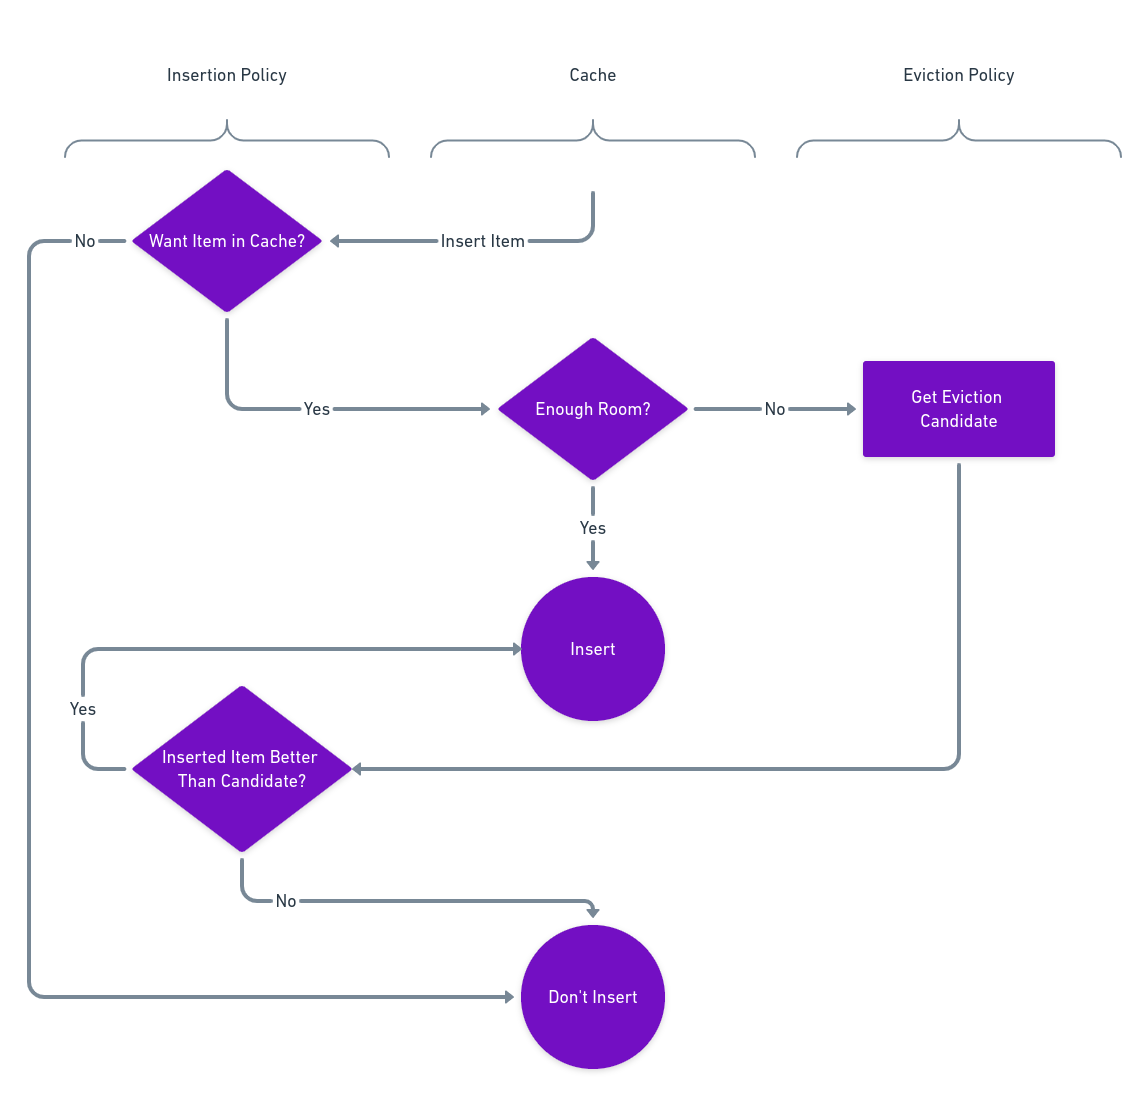 Insertion Policy
Cache
Eviction Policy
No
Want Item in Cache?
Insert Item
Yes
Enough Room?
No
Get Eviction
Candidate
Yes
Insert
Yes
Inserted Item Better
Than Candidate?
No
Don't Insert